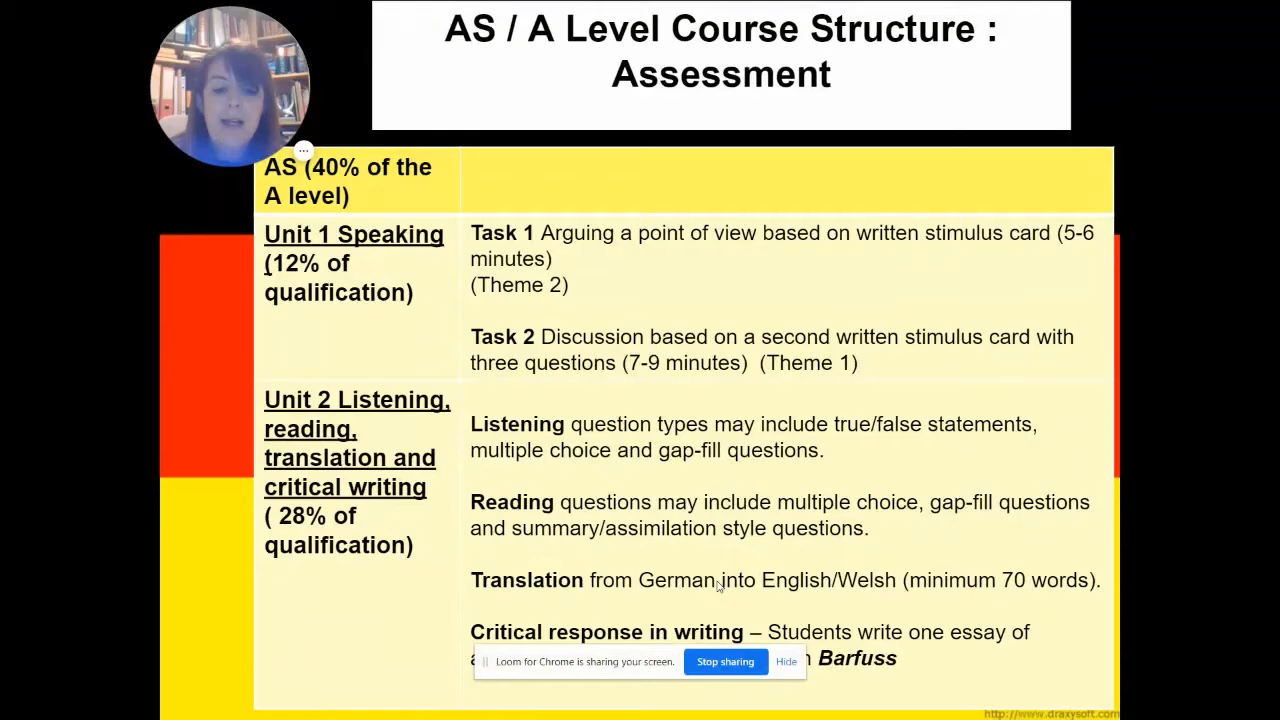 AS / A Level Course Structure :
Assessment
AS (40% of the
A level)
Unit 1 Speaking
(12% of
qualification)
Task 1 Arguing a point of view based on written stimulus card (5-6
minutes)
(Theme 2)
Task 2 Discussion based on a second written stimulus card with
three questions (7-9 minutes) (Theme 1)
Unit 2 Listening,
reading,
translation and
critical writing
( 28% of
qualification)
Listening question types may include true/false statements,
multiple choice and gap-fill questions.
Reading questions may include multiple choice, gap-fill questions
and summary/assimilation style questions.
Translation from German into English/Welsh (minimum 70 words).
Critical response in writing – Students write one essay of
Barfuss
Loom for Chrome is sharing your screen.
Stop sharing
Hide
http://www.draxysoft.com